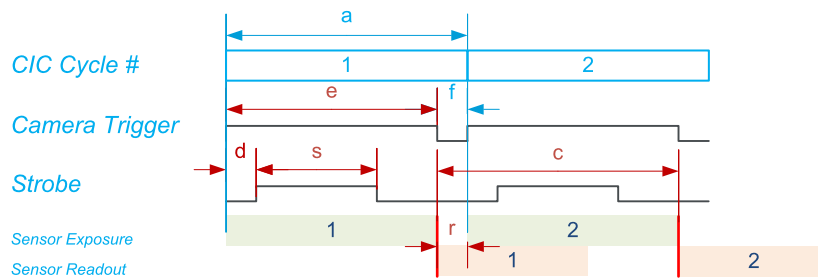 a
CIC Cycle # 1 2
e f
Camera Trigger
d s c
Strobe
Sensor Exposure 1 r 2
Sensor Readout 1 2